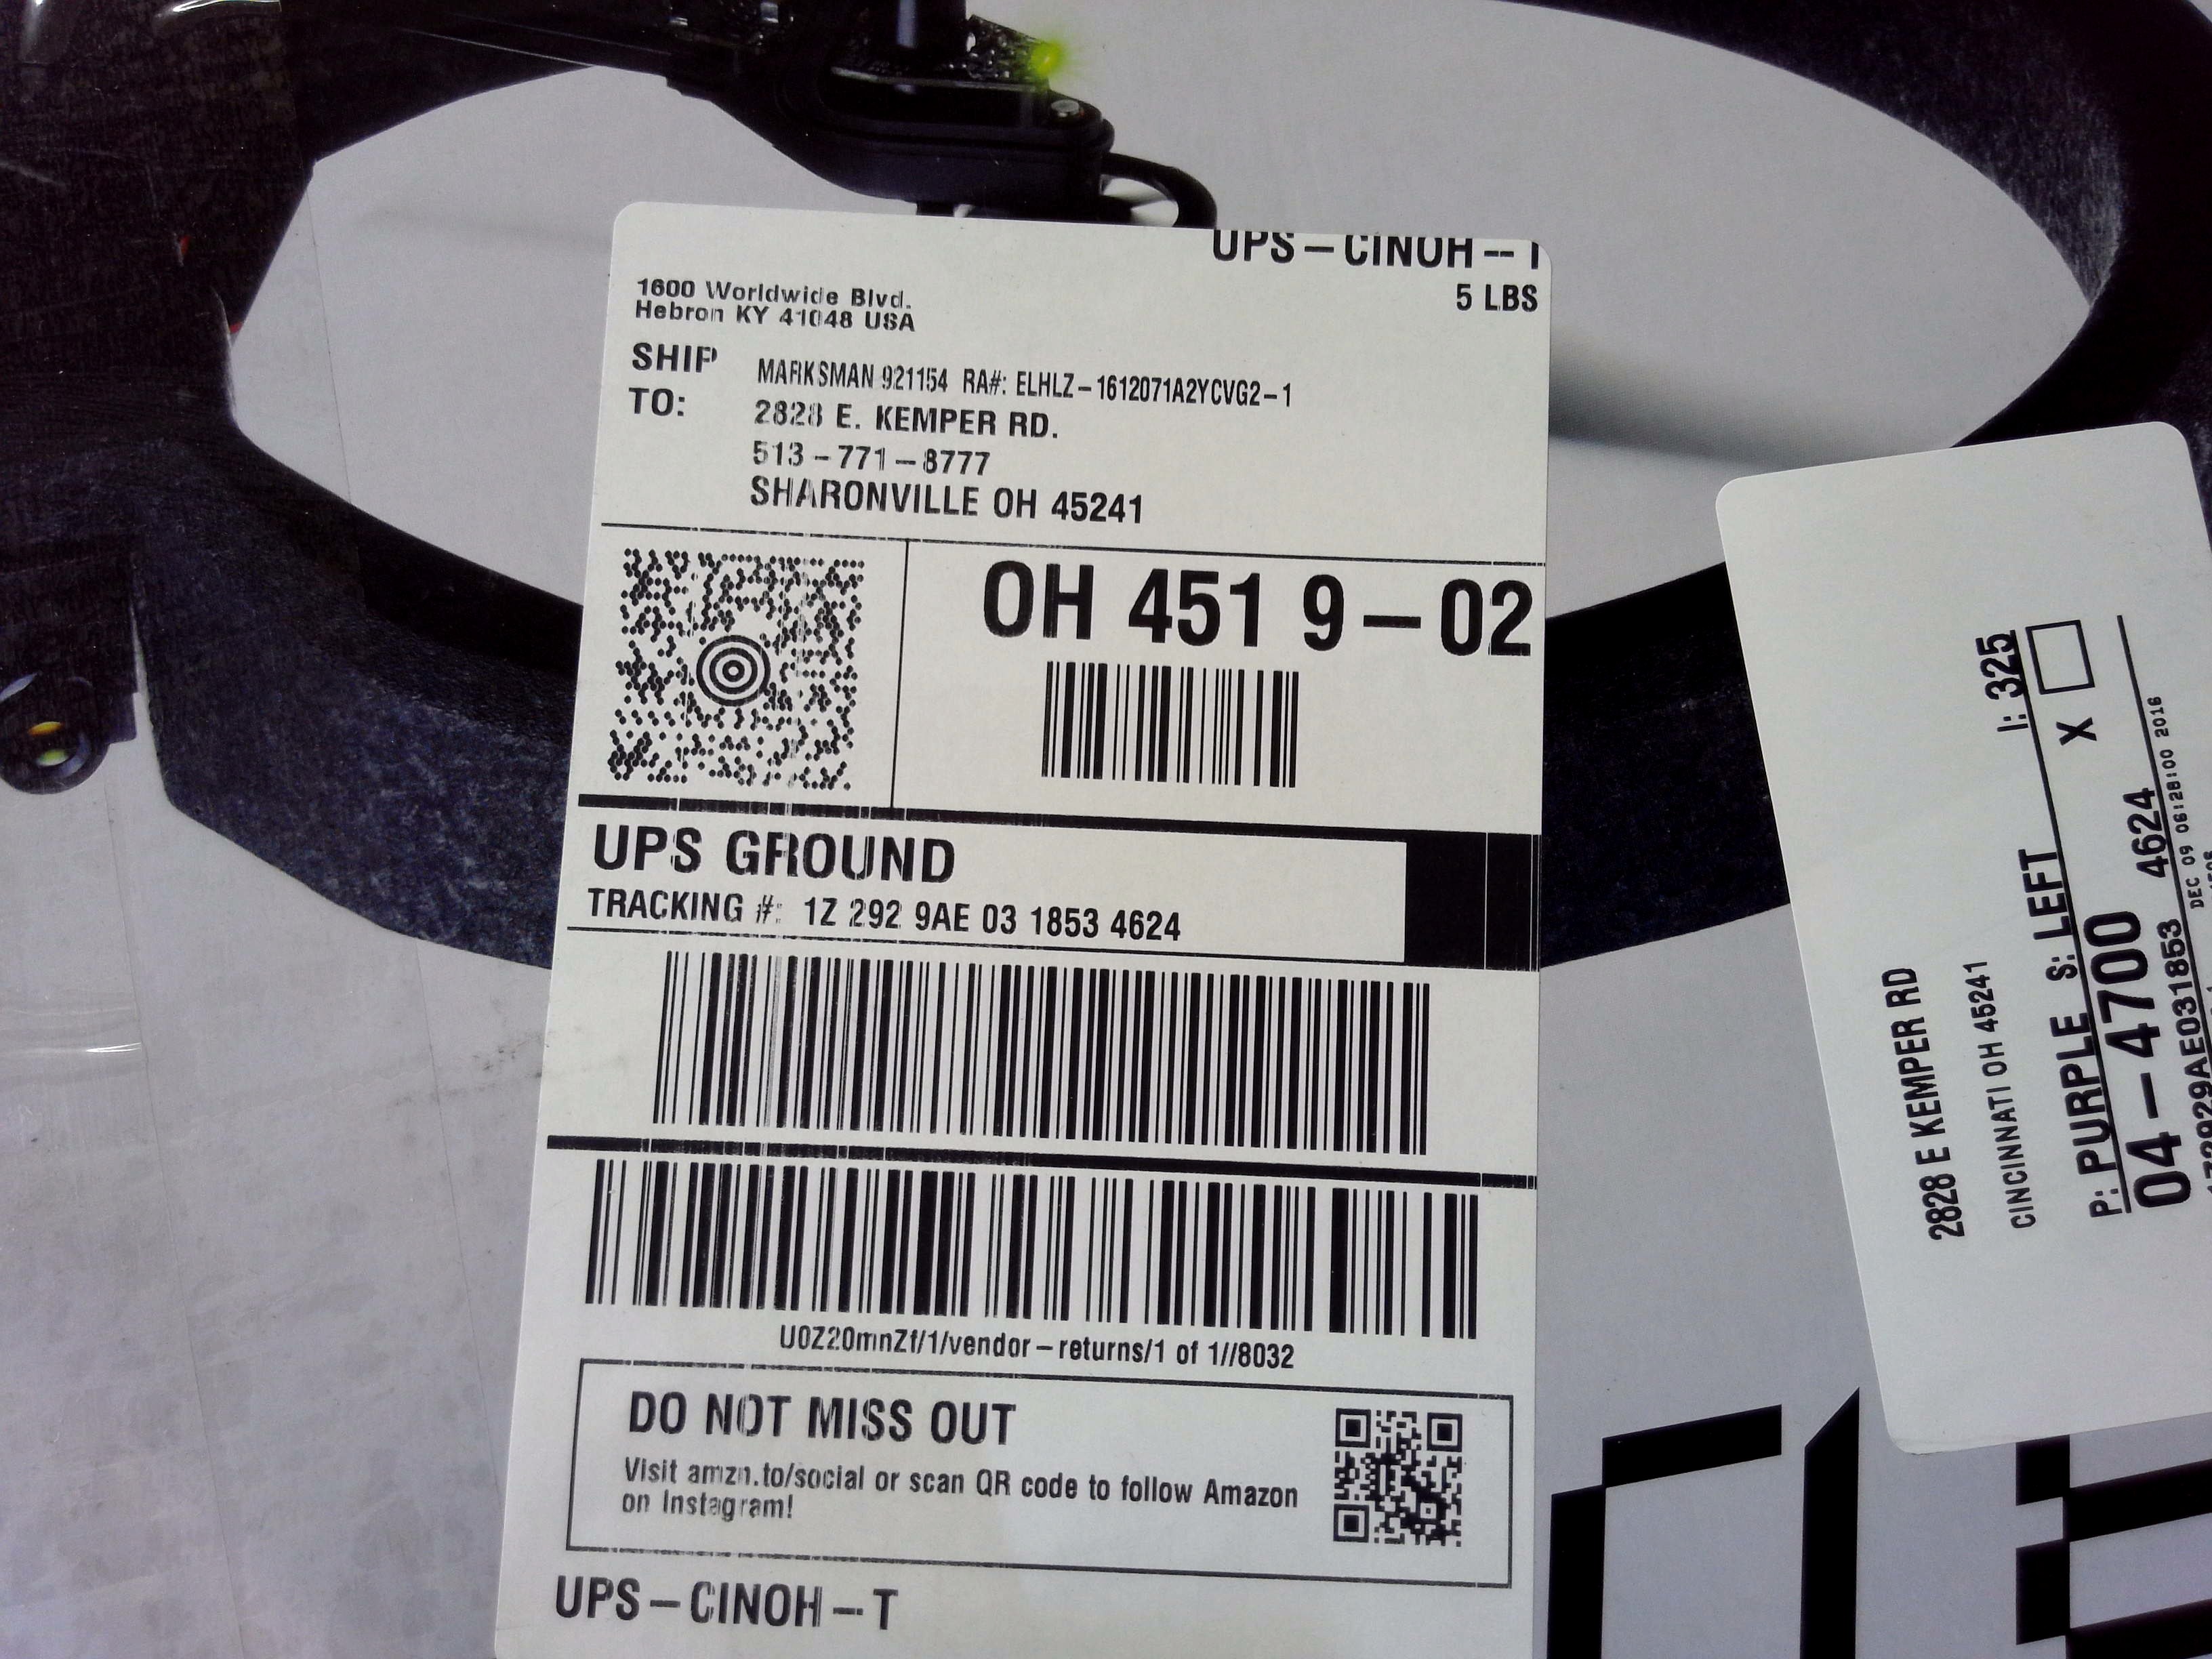 UPS - CINOH -- T
5 LBS
1600 Worldwide Blvd.
Hebron KY 41048 USA
SHIP
TO:
MARKSMAN 921154 RA#: ELHLZ-1612071A2YCVG2-1
2828 E. KEMPER RD.
513-771-8777
SHARONVILLE OH 45241
OH 451 9-02
UPS GROUND
TRACKING #: 1Z 292 9AE 03 1853 4624
U0Z20mnZf/1/vendor-returns/1 of 1//8032
DO NOT MISS OUT
Visit amzn.to/social or scan QR code to follow Amazon
on Instagram!
UPS-CINOH--T
2828 E KEMPER RD
CINCINNATI OH 45241
P: PURPLE S: LEFT I: 325
04-4700 X
1Z2929AE031853 4624
DEC 09 06:28:00 2016